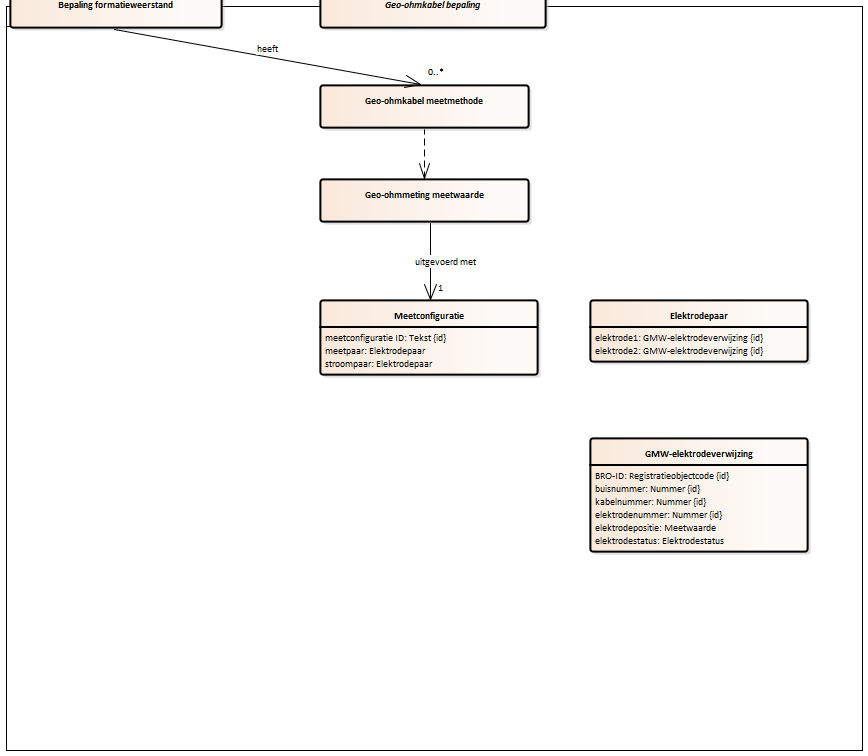 Bepaling formatieweerstand
Geo-ohmkabel bepaling
heeft
0..*
Geo-ohmkabel meetmethode
Geo-ohmmeting meetwaarde
uitgevoerd met
1
Meetconfiguratie
meetconfiguratie ID: Tekst {id}
meetpaar: Elektrodepaar
stroompaar: Elektrodepaar
Elektrodepaar
elektrode1: GMW-elektrodeverwijzing {id}
elektrode2: GMW-elektrodeverwijzing {id}
GMW-elektrodeverwijzing
BRO-ID: Registratieobjectcode {id}
buisnummer: Nummer {id}
kabelnummer: Nummer {id}
elektrodenummer: Nummer {id}
elektrodepositie: Meetwaarde
elektrodestatus: Elektrodestatus